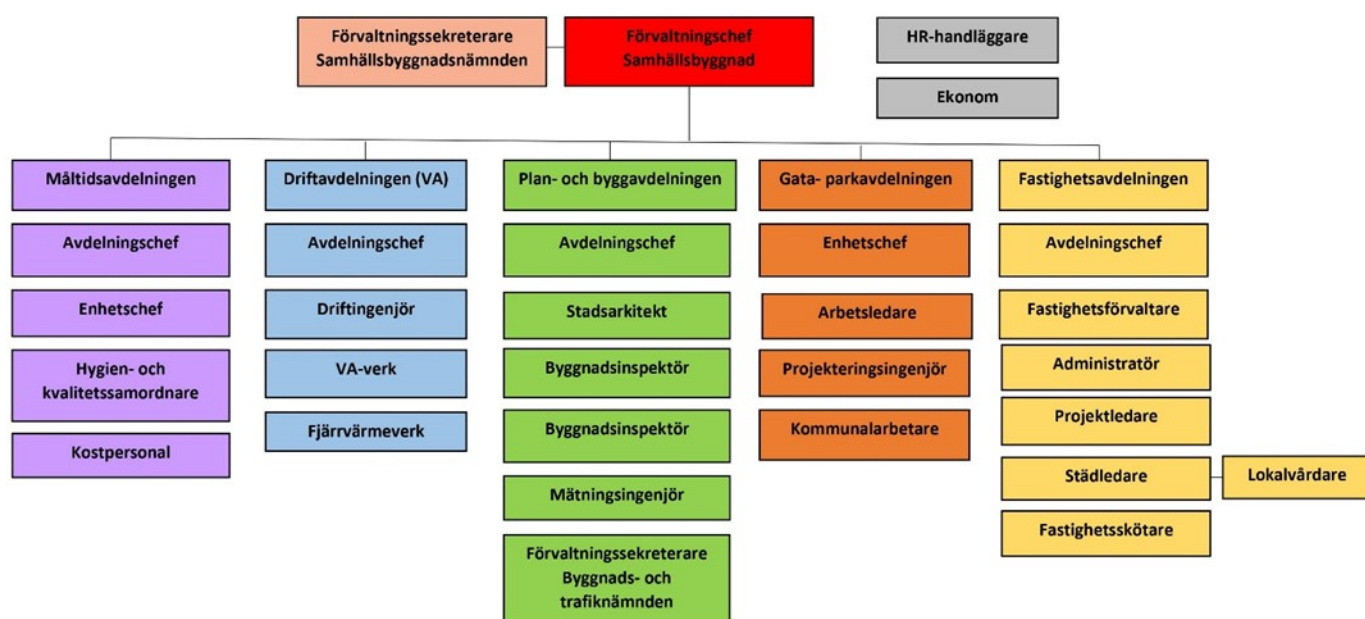 Förvaltningssekreterare
Samhällsbyggnadsnämnden
Förvaltningschef
Samhällsbyggnad
HR-handläggare
Ekonom
Måltidsavdelningen
Avdelningschef
Enhetschef
Hygien- och
kvalitetssamordnare
Kostpersonal
Driftavdelningen (VA)
Avdelningschef
Driftingenjör
VA-verk
Fjärrvärmeverk
Plan- och byggavdelningen
Avdelningschef
Stadsarkitekt
Byggnadsinspektör
Byggnadsinspektör
Mätningsingenjör
Förvaltningssekreterare
Byggnads- och
trafiknämnden
Gata- parkavdelningen
Enhetschef
Arbetsledare
Projekteringsingenjör
Kommunalarbetare
Fastighetsavdelningen
Avdelningschef
Fastighetsförvaltare
Administratör
Projektledare
Städledare
Lokalvårdare
Fastighetsskötare